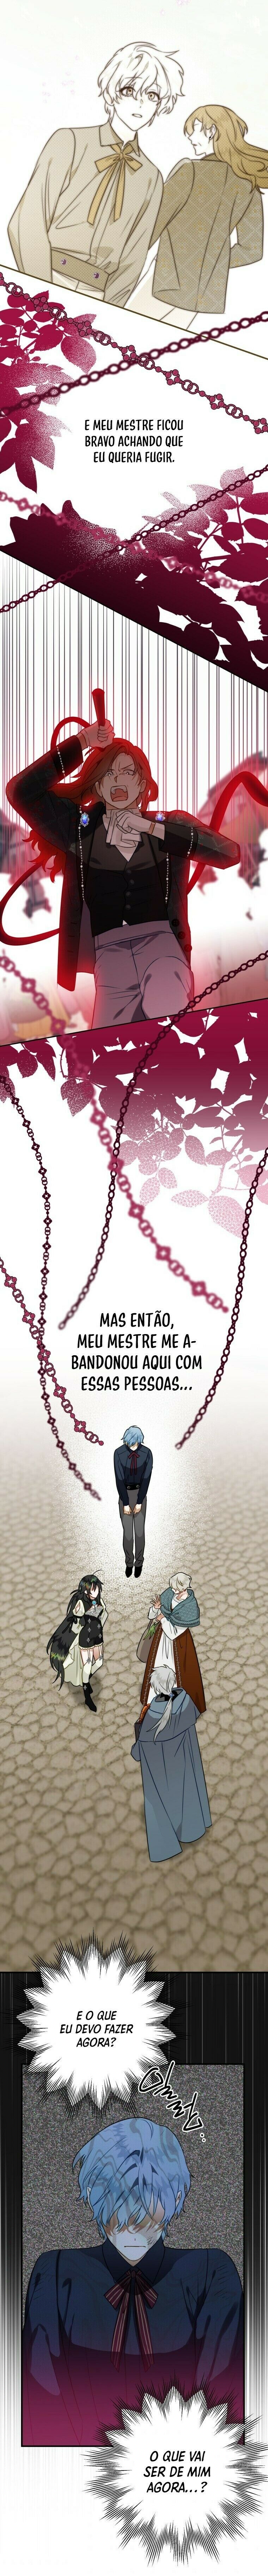 E MEU MESTRE FICOU
BRAVO ACHANDO QUE
EU QUERIA FUGIR.
MAS ENTÃO,
MEU MESTRE ME A-
BANDONOU AQUI COM
ESSAS PESSOAS...
E O QUE
EU DEVO FAZER
AGORA?
O QUE VAI
SER DE MIM
AGORA...?